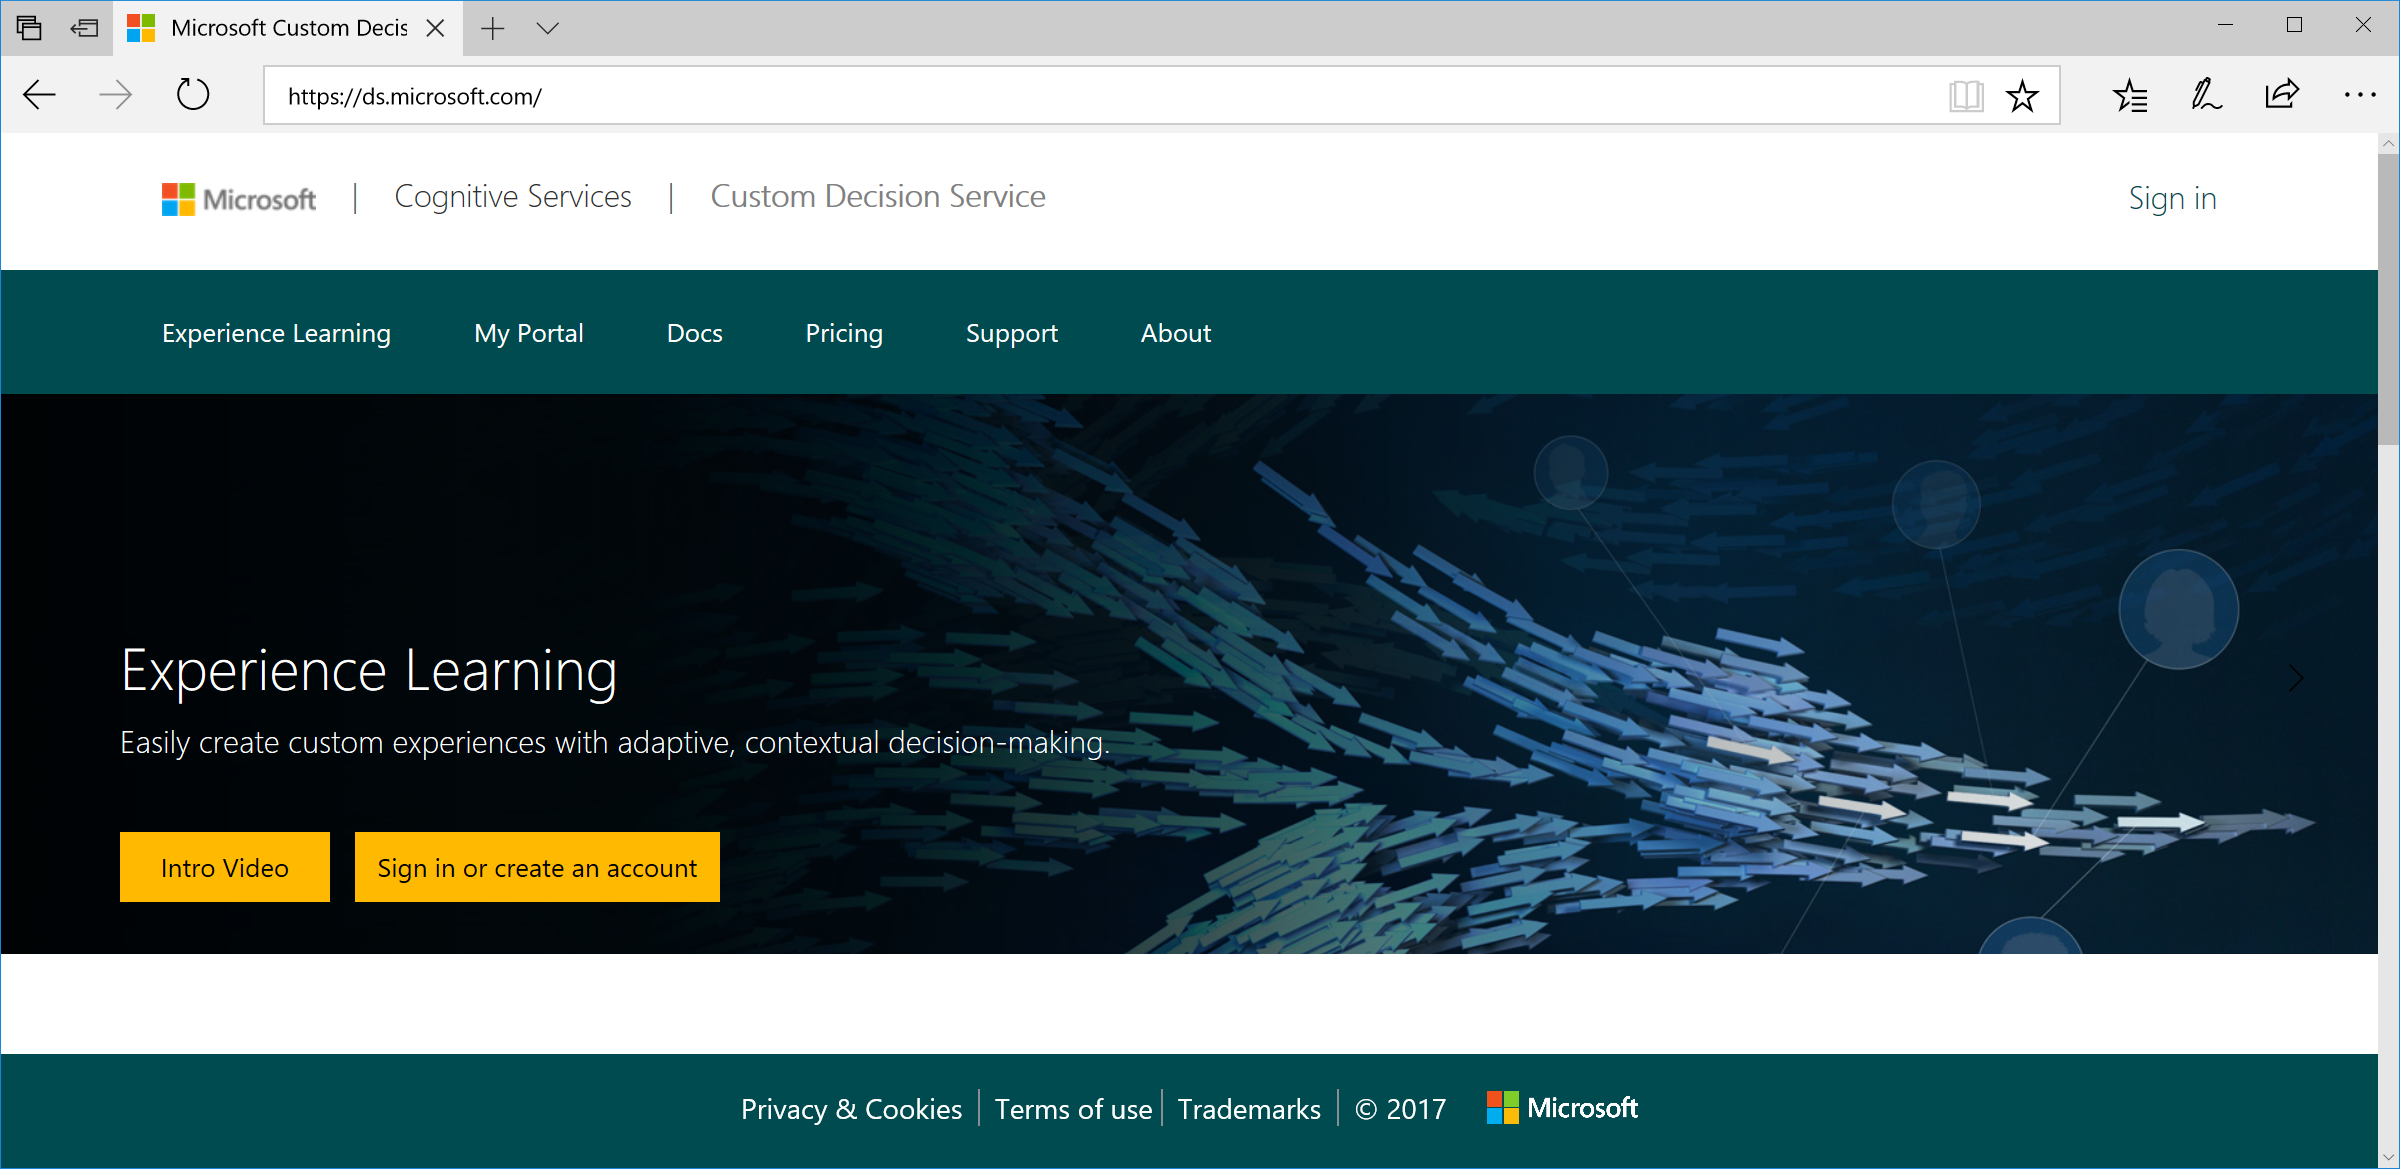 Microsoft Custom Decis
https://ds.microsoft.com/
Microsoft | Cognitive Services | Custom Decision Service
Sign in
Experience Learning My Portal Docs Pricing Support About
Experience Learning
Easily create custom experiences with adaptive, contextual decision-making.
Intro Video Sign in or create an account
Privacy & Cookies | Terms of use | Trademarks | © 2017 Microsoft